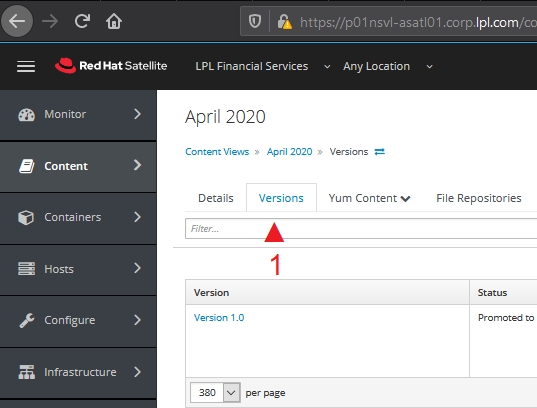 https://p01nsvl-asatl01.corp.lpl.com/co
Red Hat Satellite LPL Financial Services Any Location
Monitor
Content
Containers
Hosts
Configure
Infrastructure
April 2020
Content Views » April 2020 » Versions
Details Versions Yum Content File Repositories
Filter...
1
Version Status
Version 1.0 Promoted to
380 per page